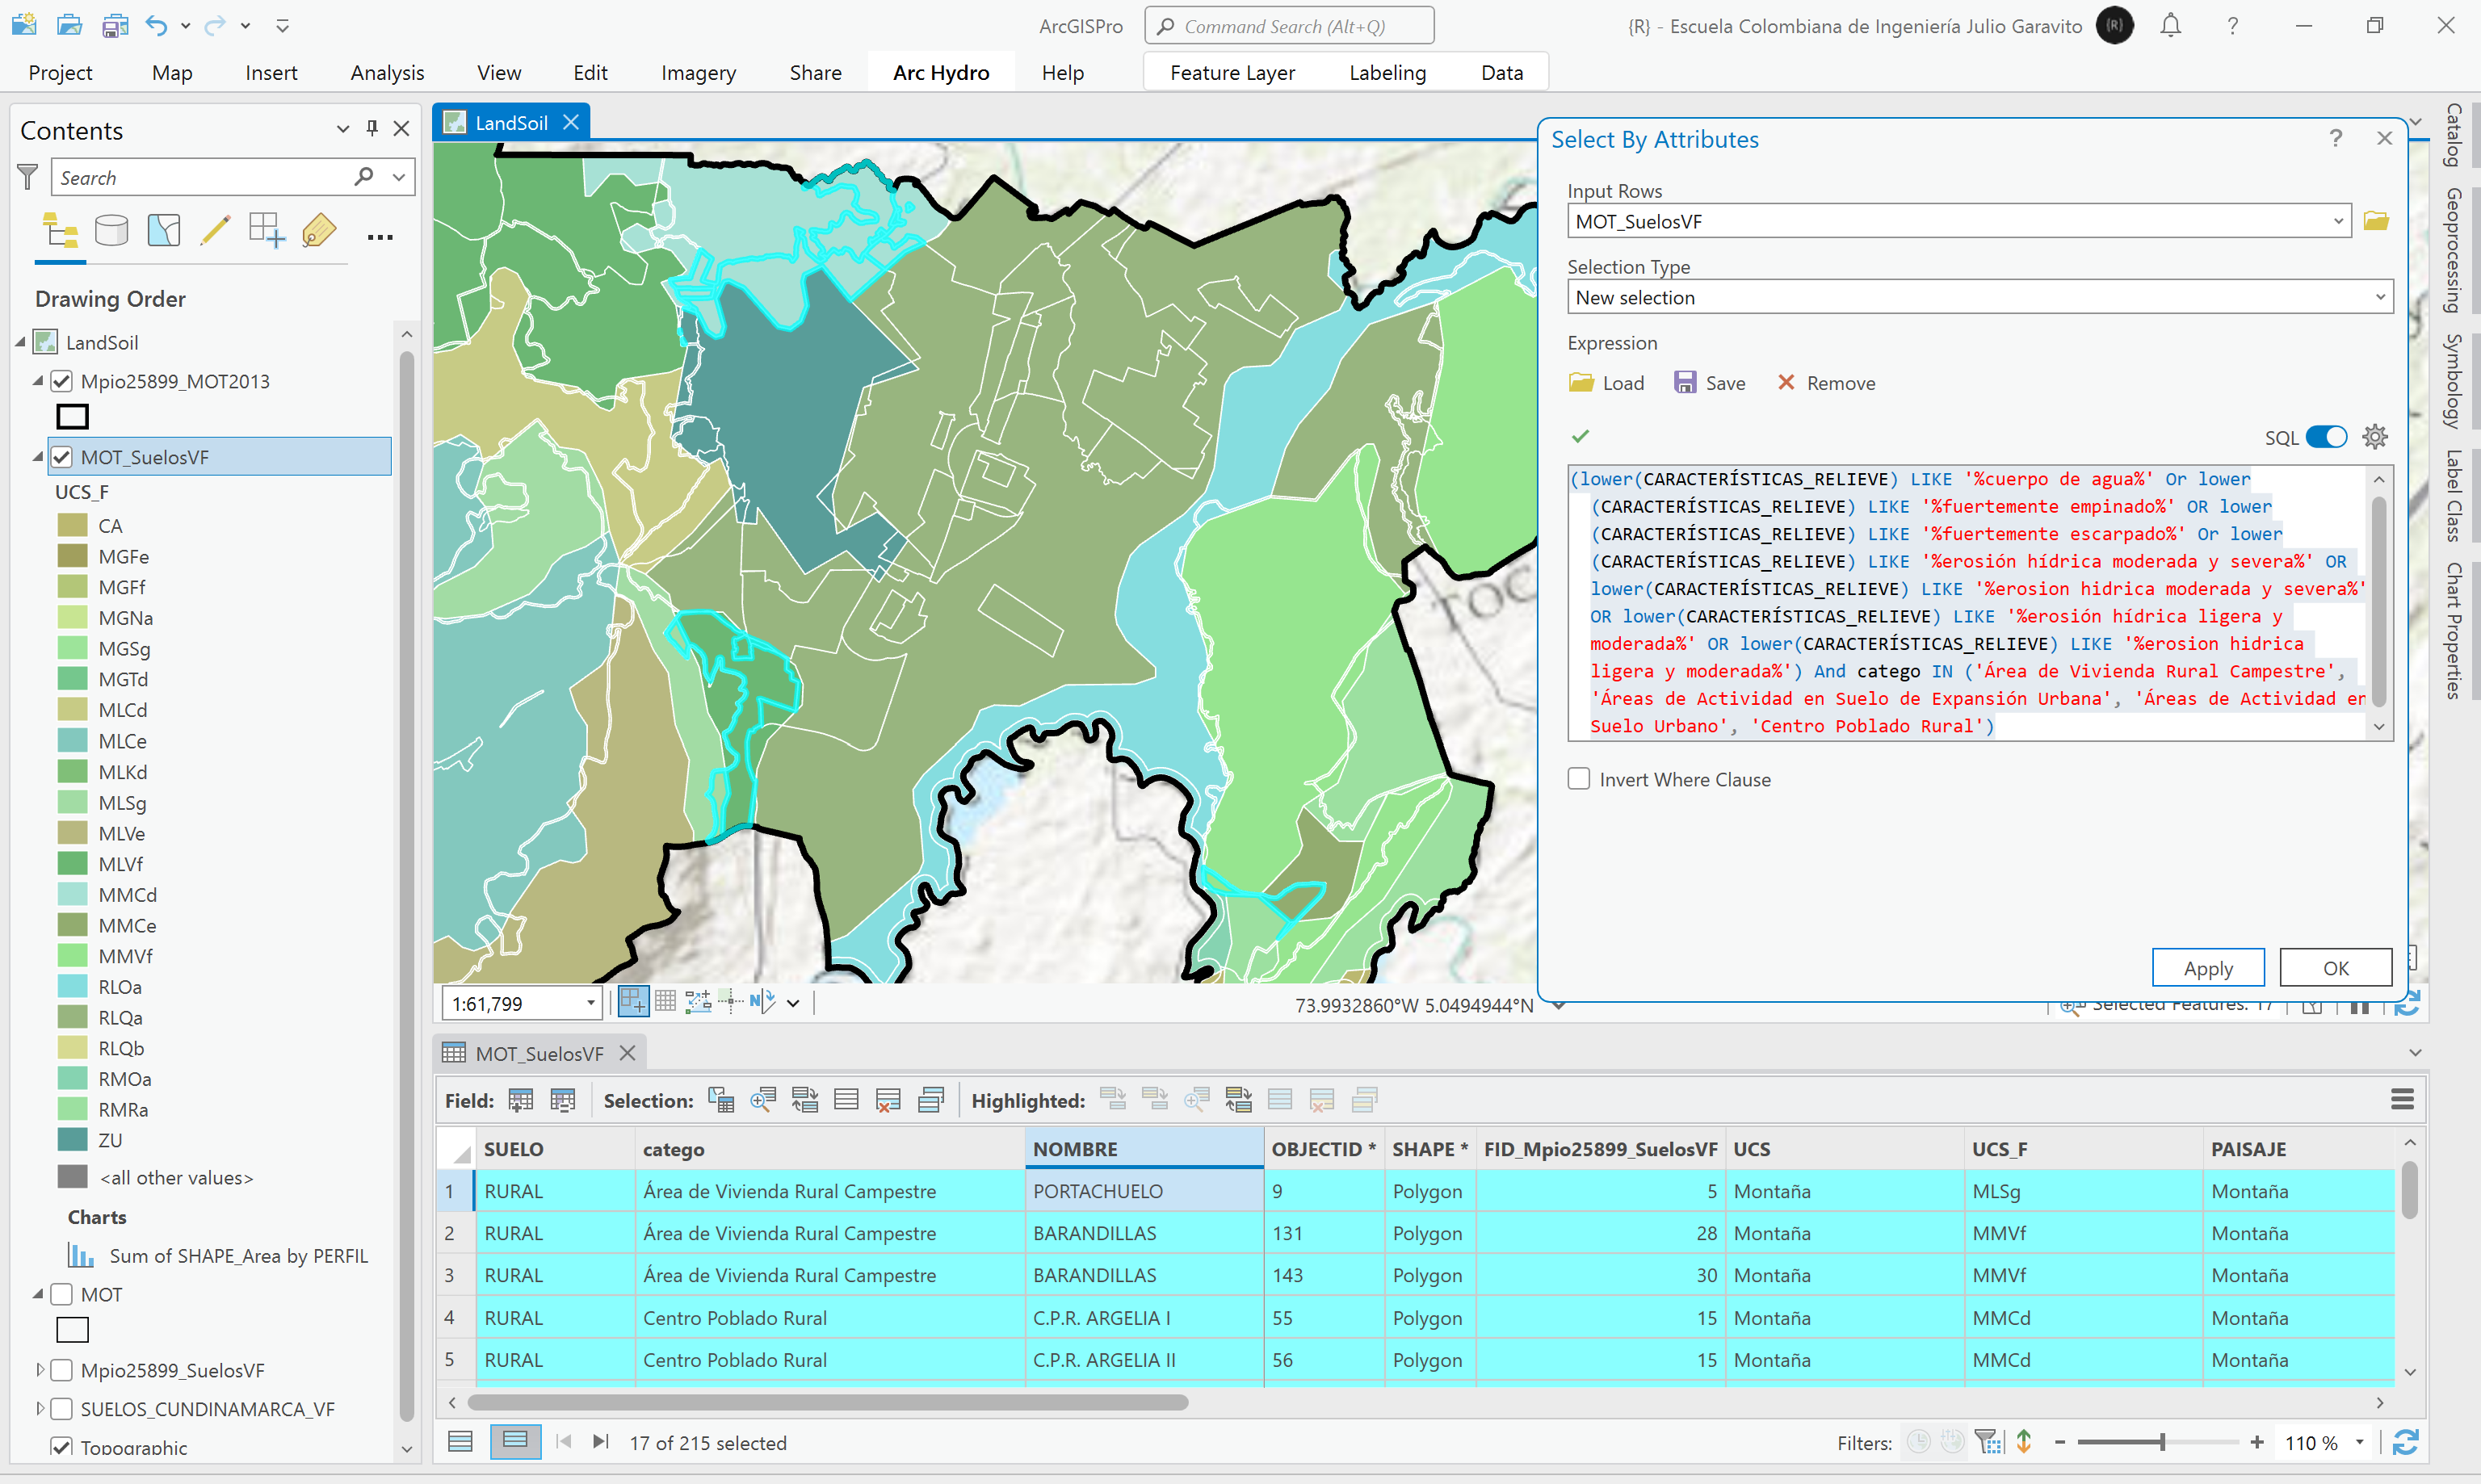 ArcGISPro
Command Search (Alt+Q)
{R} - Escuela Colombiana de Ingeniería Julio Garavito
{R}
Project
Map
Insert
Analysis
View
Edit
Imagery
Share
Arc Hydro
Help
Feature Layer
Labeling
Data
Contents
Search
Drawing Order
LandSoil
Mpio25899_MOT2013
MOT_SuelosVF
UCS_F
CA
MGFe
MGFf
MGNa
MGSg
MGTd
MLCd
MLCe
MLKd
MLSg
MLVe
MLVf
MMCd
MMCe
MMVf
RLOa
RLQa
RLQb
RMOa
RMRa
ZU
<all other values>
Charts
Sum of SHAPE_Area by PERFIL
MOT
Mpio25899_SuelosVF
SUELOS_CUNDINAMARCA_VF
Topographic
LandSoil
TOC
1:61,799
73.9932860°W 5.0494944°N
Selected Features: 17
Select By Attributes
Input Rows
MOT_SuelosVF
Selection Type
New selection
Expression
Load
Save
Remove
SQL
(lower(CARACTERÍSTICAS_RELIEVE) LIKE '%cuerpo de agua%' Or lower
(CARACTERÍSTICAS_RELIEVE) LIKE '%fuertemente empinado%' OR lower
(CARACTERÍSTICAS_RELIEVE) LIKE '%fuertemente escarpado%' Or lower
(CARACTERÍSTICAS_RELIEVE) LIKE '%erosión hídrica moderada y severa%' OR
lower(CARACTERÍSTICAS_RELIEVE) LIKE '%erosion hidrica moderada y severa%'
OR lower(CARACTERÍSTICAS_RELIEVE) LIKE '%erosión hídrica ligera y
moderada%' OR lower(CARACTERÍSTICAS_RELIEVE) LIKE '%erosion hidrica
ligera y moderada%') And catego IN ('Área de Vivienda Rural Campestre',
'Áreas de Actividad en Suelo de Expansión Urbana', 'Áreas de Actividad en
Suelo Urbano', 'Centro Poblado Rural')
Invert Where Clause
Apply
OK
Catalog
Geoprocessing
Symbology
Label Class
Chart Properties
MOT_SuelosVF
Field:
Selection:
Highlighted:
SUELO catego NOMBRE OBJECTID * SHAPE * FID_Mpio25899_SuelosVF UCS UCS_F PAISAJE
1 RURAL Área de Vivienda Rural Campestre PORTACHUELO 9 Polygon 5 Montaña MLSg Montaña
2 RURAL Área de Vivienda Rural Campestre BARANDILLAS 131 Polygon 28 Montaña MMVf Montaña
3 RURAL Área de Vivienda Rural Campestre BARANDILLAS 143 Polygon 30 Montaña MMVf Montaña
4 RURAL Centro Poblado Rural C.P.R. ARGELIA I 55 Polygon 15 Montaña MMCd Montaña
5 RURAL Centro Poblado Rural C.P.R. ARGELIA II 56 Polygon 15 Montaña MMCd Montaña
17 of 215 selected
Filters:
110 %